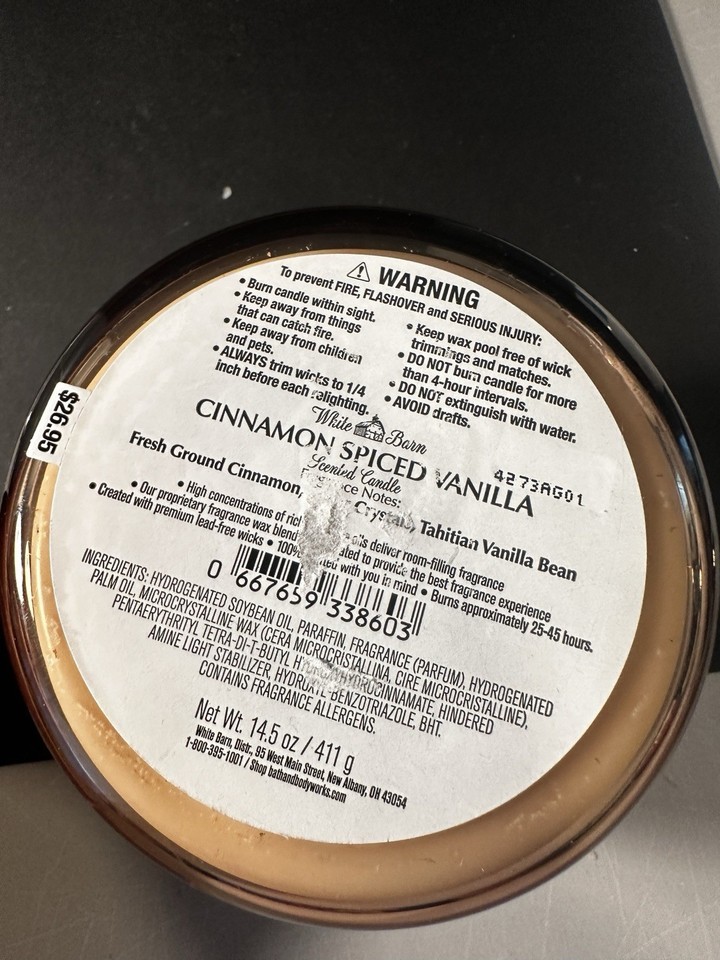 WARNING
To prevent FIRE, FLASHOVER and SERIOUS INJURY:
• Burn candle within sight.
• Keep away from things
that can catch fire.
• Keep away from children
and pets.
• ALWAYS trim wicks to 1/4
inch before each relighting.
• Keep wax pool free of wick
trimmings and matches.
• DO NOT burn candle for more
than 4-hour intervals.
• DO NOT extinguish with water.
• AVOID drafts.
White Barn
CINNAMON SPICED VANILLA
Scented Candle
Notes:
Fresh Ground Cinnamon, Tahitian Vanilla Bean
4273AG01
• High concentrations of oils deliver room-filling fragrance
• Our proprietary fragrance wax blend to provide the best fragrance experience
• Created with premium lead-free wicks • 100% with you in mind • Burns approximately 25-45 hours.
0 667659 338603
INGREDIENTS: HYDROGENATED SOYBEAN OIL, PARAFFIN, FRAGRANCE (PARFUM), HYDROGENATED
PALM OIL, MICROCRYSTALLINE WAX (CERA MICROCRISTALLINA, CIRE MICROCRISTALLINE),
PENTAERYTHRITYL TETRA-DI-T-BUTYL HINDERED
AMINE LIGHT STABILIZER, BENZOTRIAZOLE, BHT.
CONTAINS FRAGRANCE ALLERGENS.
Net Wt. 14.5 oz / 411 g
White Barn, Distr., 95 West Main Street, New Albany, OH 43054
1-800-395-1001 / Shop bathandbodyworks.com
$26.95